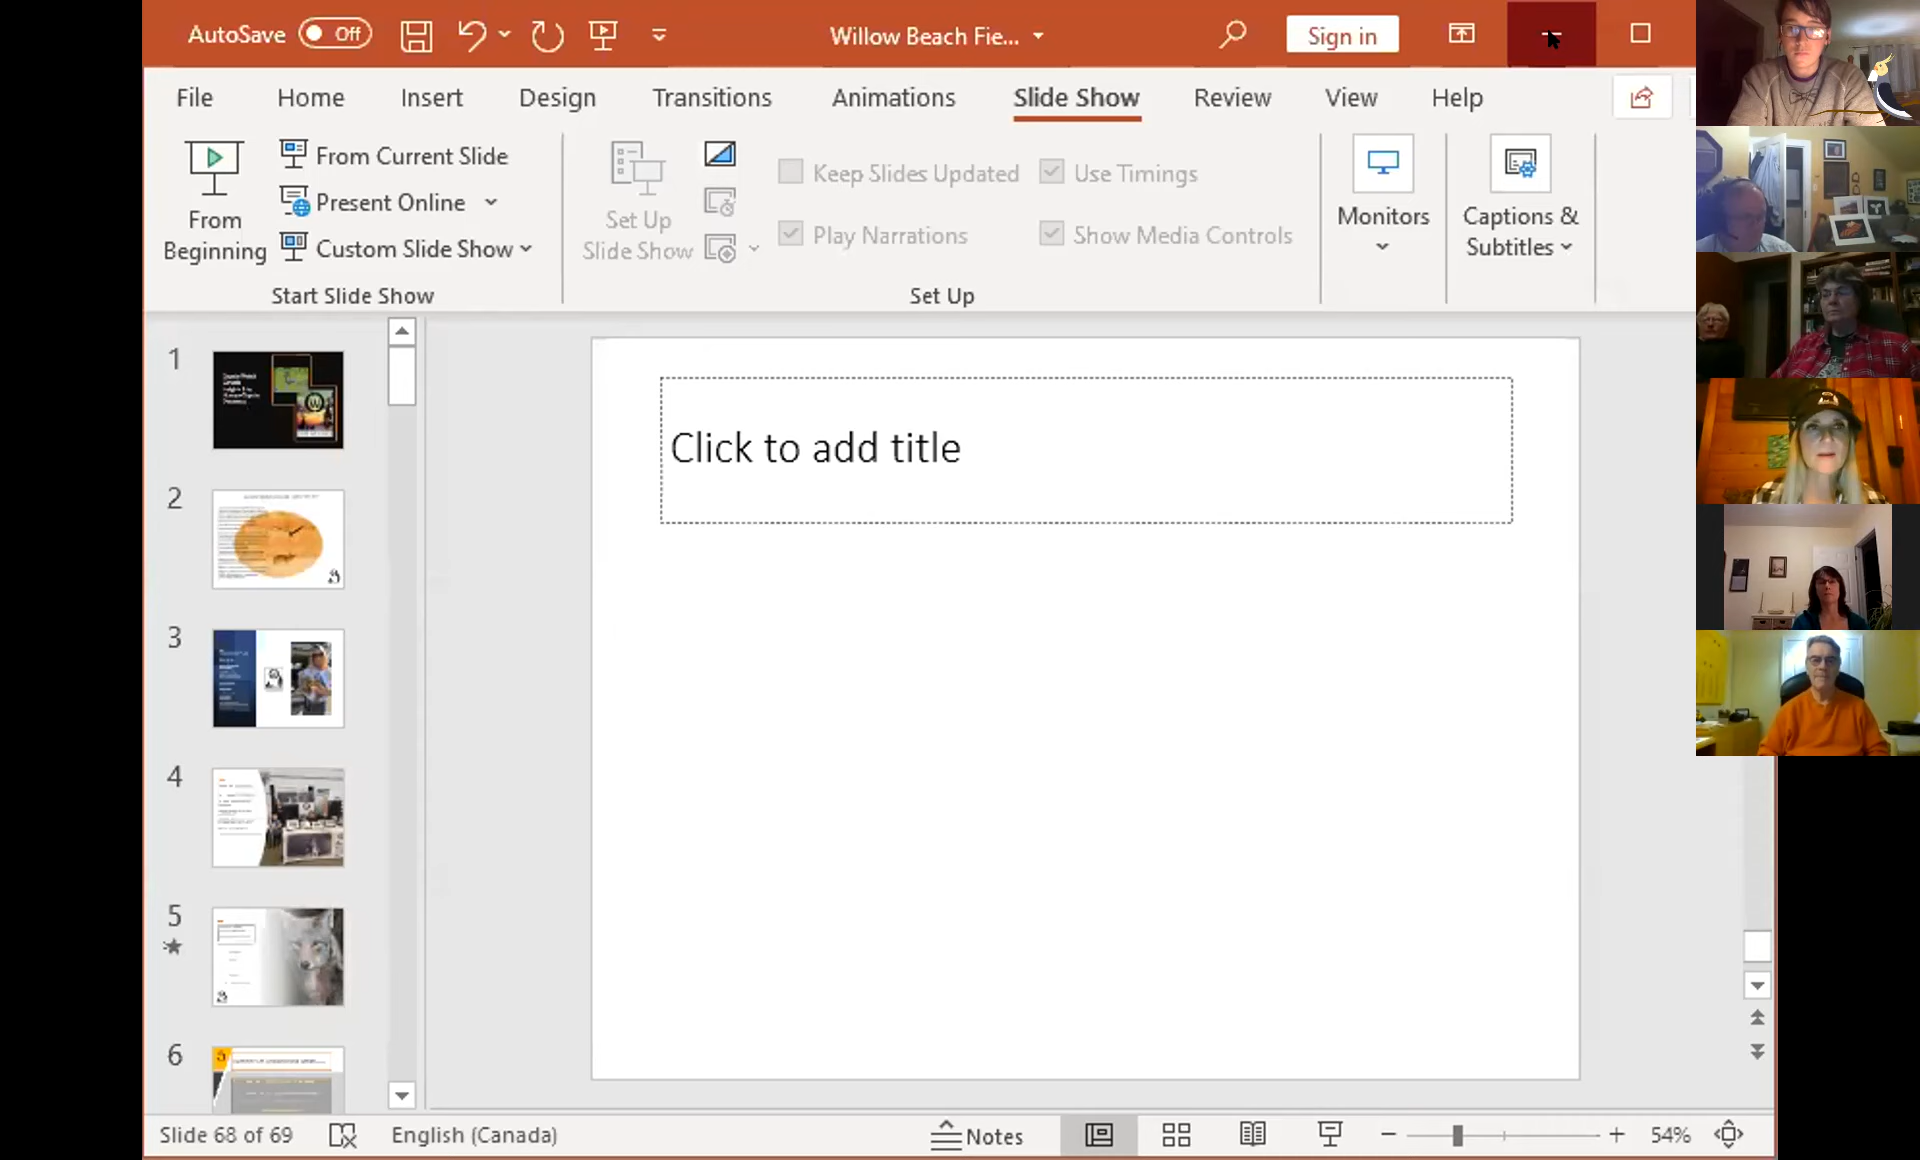 AutoSave Off
Willow Beach Fie...
Sign in
File Home Insert Design Transitions Animations Slide Show Review View Help
From Beginning
From Current Slide
Present Online
Custom Slide Show
Start Slide Show
Set Up Slide Show
Keep Slides Updated
Play Narrations
Use Timings
Show Media Controls
Set Up
Monitors
Captions & Subtitles
1
2
3
4
5
6
Click to add title
Slide 68 of 69
English (Canada)
Notes
54%